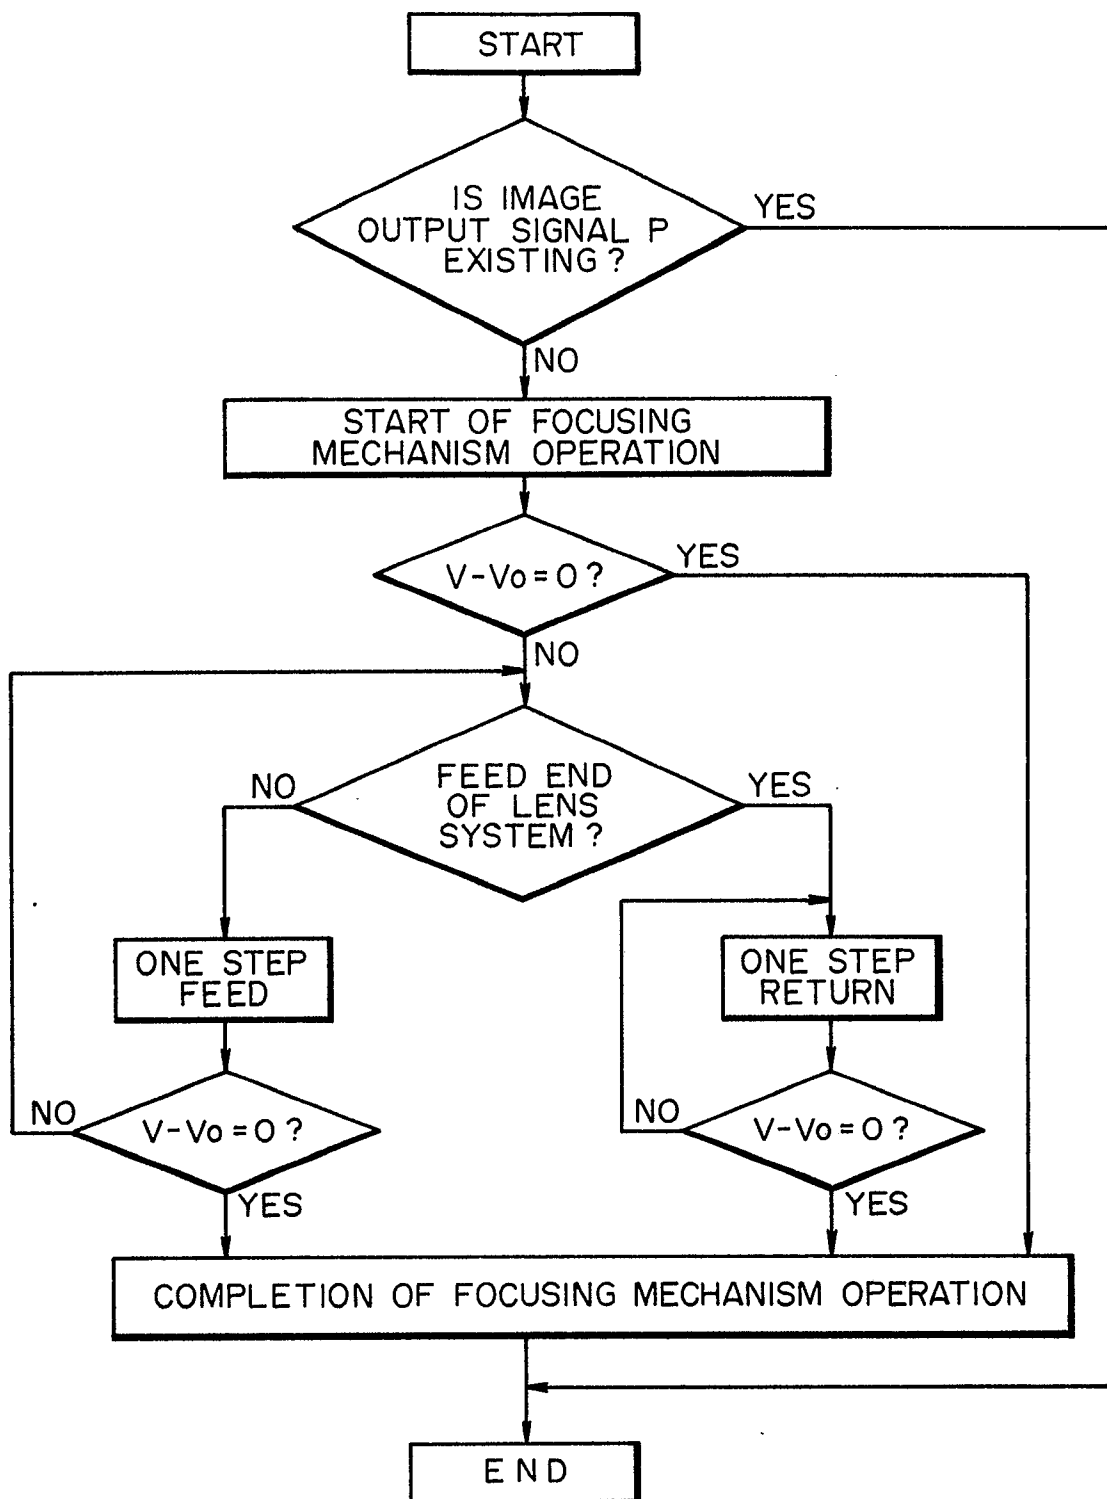 START
IS IMAGE
OUTPUT SIGNAL P
EXISTING?
YES
NO
START OF FOCUSING
MECHANISM OPERATION
V-Vo=0?
YES
NO
FEED END
OF LENS
SYSTEM?
NO
YES
ONE STEP
FEED
ONE STEP
RETURN
V-Vo=0?
NO
YES
V-Vo=0?
NO
YES
COMPLETION OF FOCUSING MECHANISM OPERATION
END